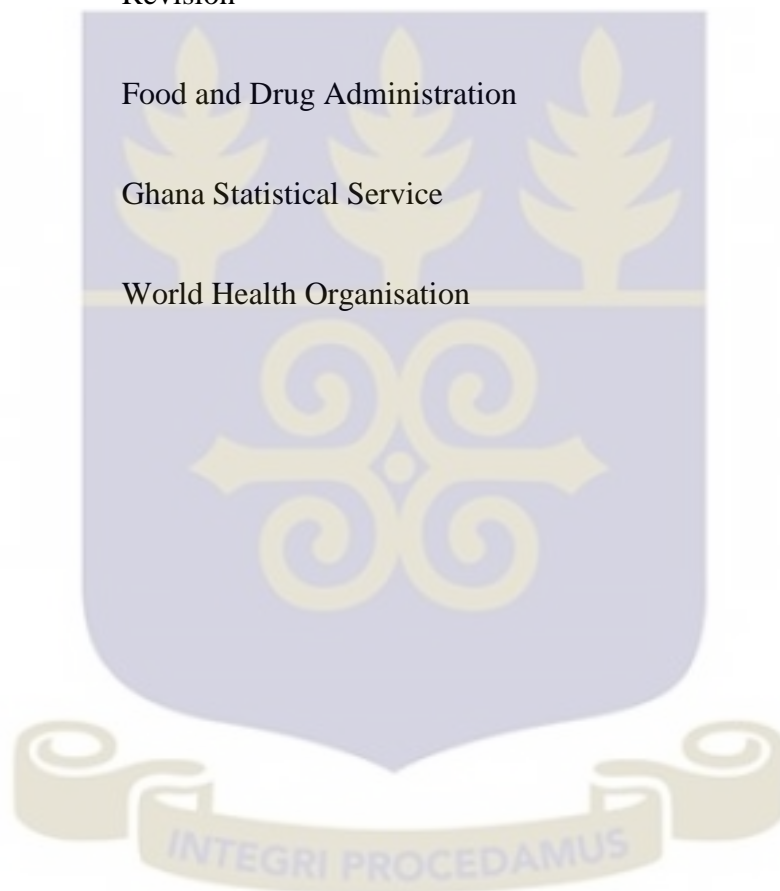 Revision
Food and Drug Administration
Ghana Statistical Service
World Health Organisation
INTEGRI PROCEDAMUS